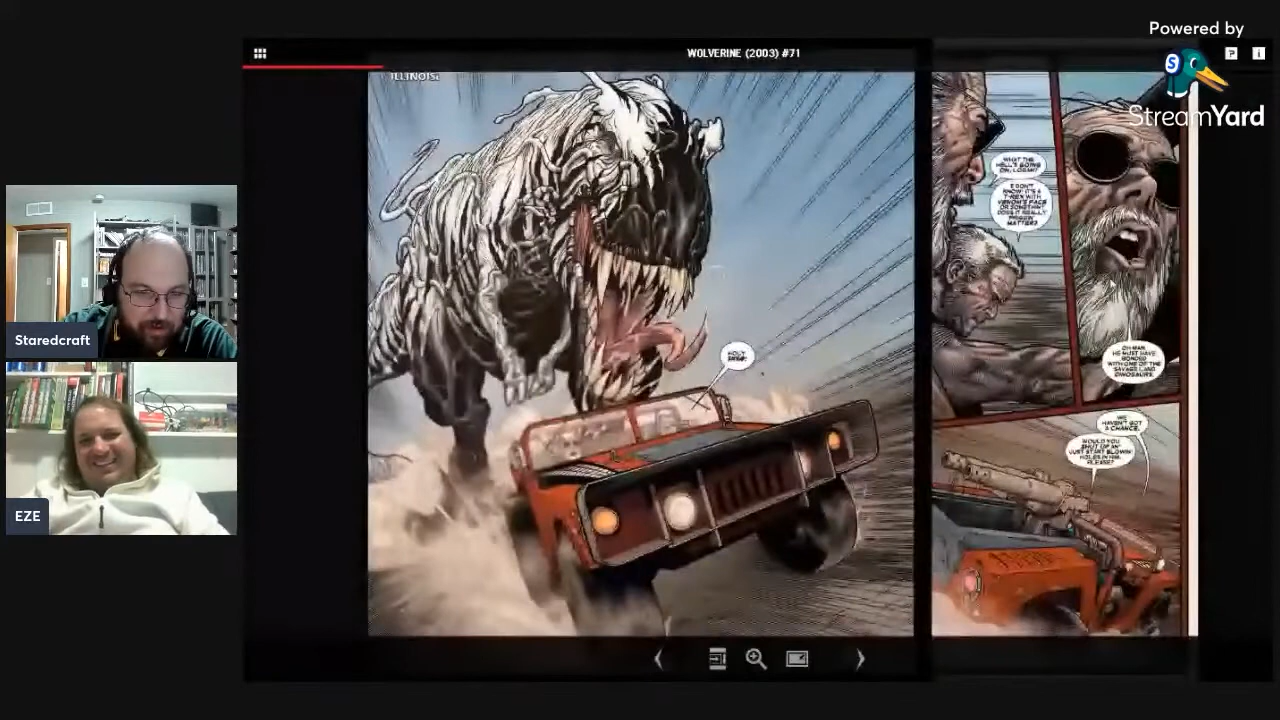 Powered by
StreamYard
WOLVERINE (2003) #71
ILLINOIS.
HOLY
WHAT THE
HELL'S GOING
ON, LOGAN?
I DON'T
KNOW! IT'S A
T-REX WITH
VENOM'S FACE
OR SOMETHIN'!
DOES IT REALLY
FRIGGIN'
MATTER?
OH MAN.
HE MUST HAVE
BONDED
WITH ONE OF THE
SAVAGE LAND
DINOSAURS.
WE
HAVEN'T GOT
A CHANCE.
WOULD YOU
SHUT UP AN'
JUST START BLOWIN'
HOLES IN HIM,
PLEASE?
Staredcraft
EZE